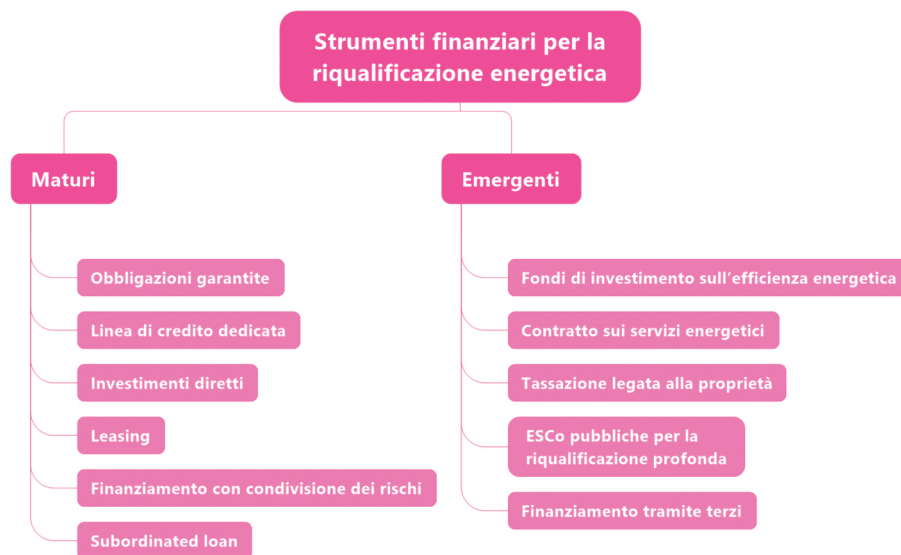 Strumenti finanziari per la
riqualificazione energetica
Maturi
Obbligazioni garantite
Linea di credito dedicata
Investimenti diretti
Leasing
Finanziamento con condivisione dei rischi
Subordinated loan
Emergenti
Fondi di investimento sull'efficienza energetica
Contratto sui servizi energetici
Tassazione legata alla proprietà
ESCo pubbliche per la
riqualificazione profonda
Finanziamento tramite terzi